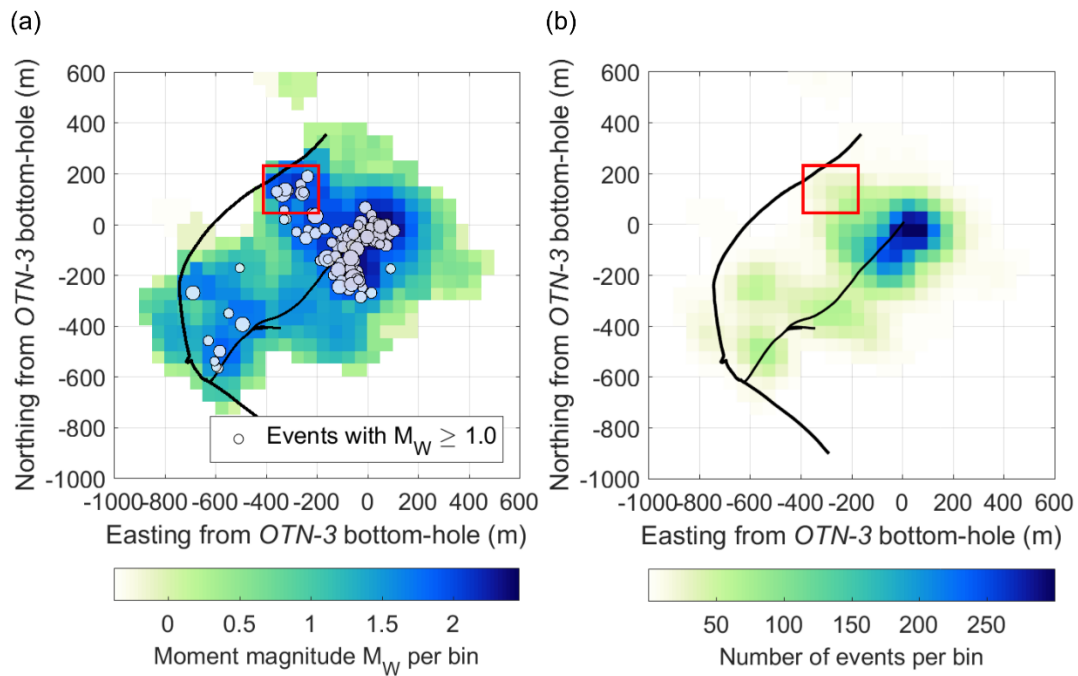 (a)
(b)
Northing from OTN-3 bottom-hole (m)
600
400
200
0
-200
-400
-600
-800
-1000
Events with M_W ≥ 1.0
-1000-800 -600 -400 -200 0 200 400 600
Easting from OTN-3 bottom-hole (m)
0 0.5 1 1.5 2
Moment magnitude M_W per bin
Northing from OTN-3 bottom-hole (m)
600
400
200
0
-200
-400
-600
-800
-1000
-1000-800 -600 -400 -200 0 200 400 600
Easting from OTN-3 bottom-hole (m)
50 100 150 200 250
Number of events per bin